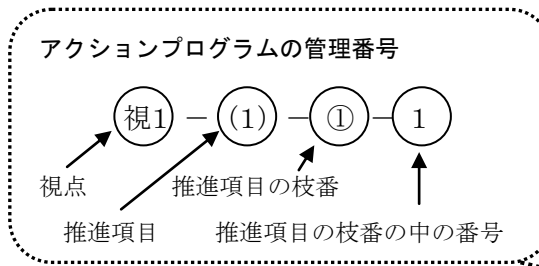 アクションプログラムの管理番号
視1－(1)－①－1
視点
推進項目の枝番
推進項目
推進項目の枝番の中の番号